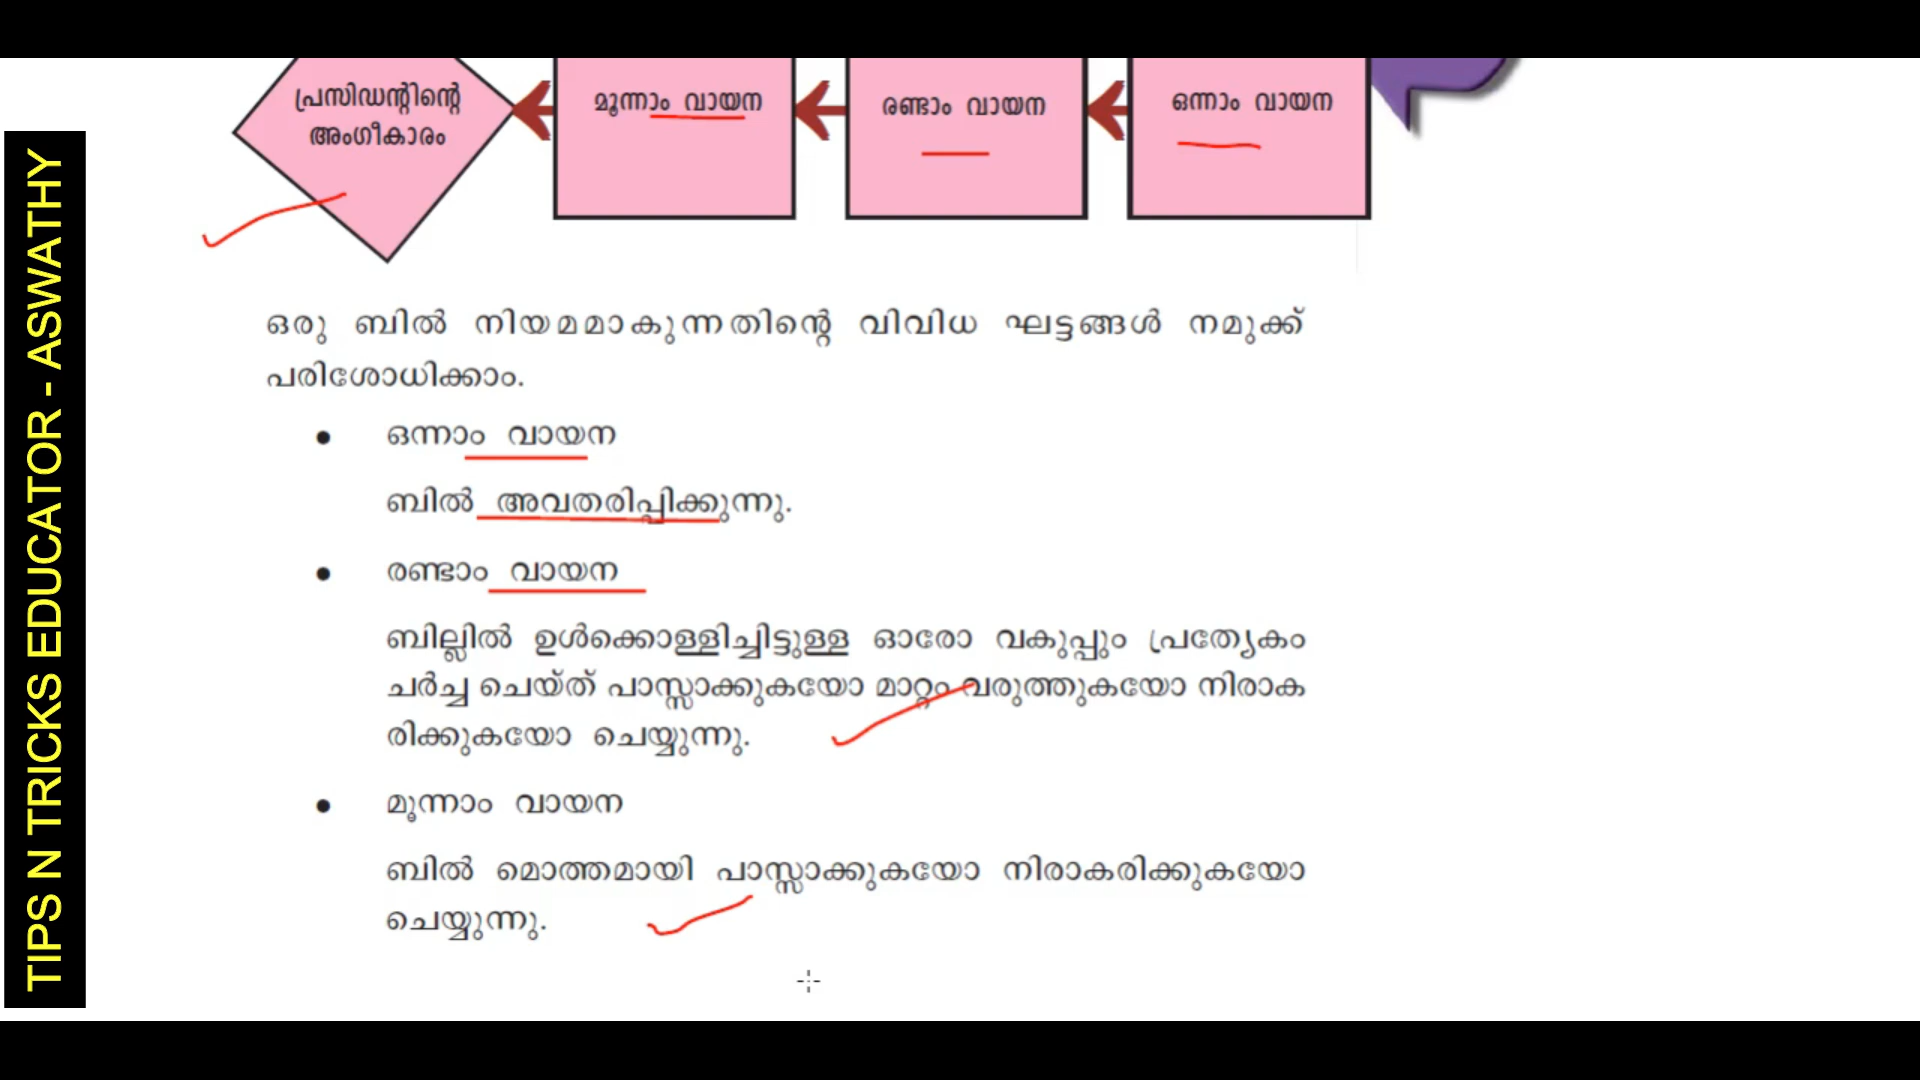 പ്രസിഡന്റിന്റെ
അംഗീകാരം
മൂന്നാം വായന
രണ്ടാം വായന
ഒന്നാം വായന
ഒരു ബിൽ നിയമമാകുന്നതിന്റെ വിവിധ ഘട്ടങ്ങൾ നമുക്ക്
പരിശോധിക്കാം.
• ഒന്നാം വായന
ബിൽ അവതരിപ്പിക്കുന്നു.
• രണ്ടാം വായന
ബില്ലിൽ ഉൾക്കൊള്ളിച്ചിട്ടുള്ള ഓരോ വകുപ്പും പ്രത്യേകം
ചർച്ച ചെയ്ത് പാസ്സാക്കുകയോ മാറ്റം വരുത്തുകയോ നിരാക
രിക്കുകയോ ചെയ്യുന്നു.
• മൂന്നാം വായന
ബിൽ മൊത്തമായി പാസ്സാക്കുകയോ നിരാകരിക്കുകയോ
ചെയ്യുന്നു.
TIPS N TRICKS EDUCATOR - ASWATHY